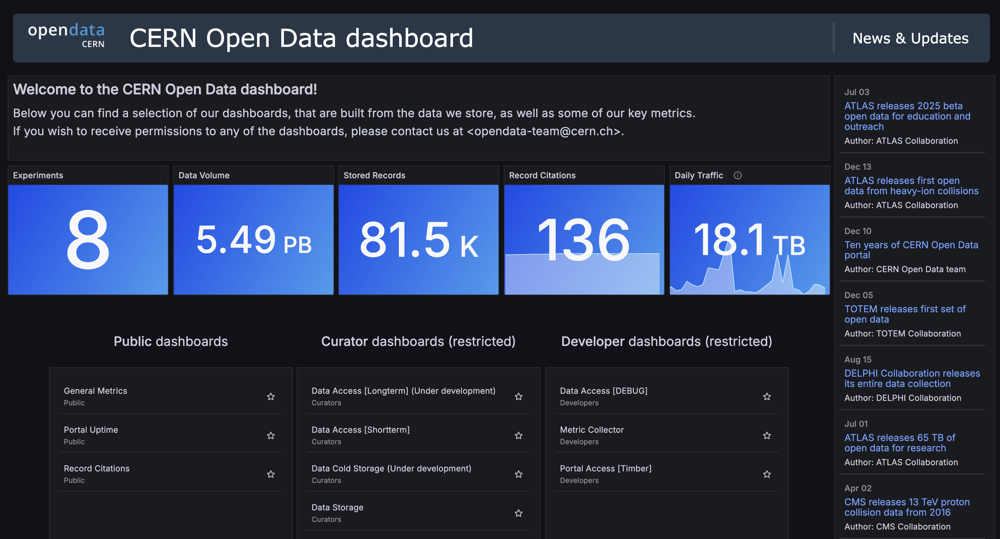 opendata
CERN
CERN Open Data dashboard
News & Updates
Welcome to the CERN Open Data dashboard!
Below you can find a selection of our dashboards, that are built from the data we store, as well as some of our key metrics.
If you wish to receive permissions to any of the dashboards, please contact us at <opendata-team@cern.ch>.
Experiments
8
Data Volume
5.49 PB
Stored Records
81.5 K
Record Citations
136
Daily Traffic
18.1 TB
Public dashboards
General Metrics
Public
Portal Uptime
Public
Record Citations
Public
Curator dashboards (restricted)
Data Access [Longterm] (Under development)
Curators
Data Access [Shortterm]
Curators
Data Cold Storage (Under development)
Curators
Data Storage
Curators
Developer dashboards (restricted)
Data Access [DEBUG]
Developers
Metric Collector
Developers
Portal Access [Timber]
Developers
Jul 03
ATLAS releases 2025 beta
open data for education and
outreach
Author: ATLAS Collaboration
Dec 13
ATLAS releases first open
data from heavy-ion collisions
Author: ATLAS Collaboration
Dec 10
Ten years of CERN Open Data
portal
Author: CERN Open Data team
Dec 05
TOTEM releases first set of
open data
Author: TOTEM Collaboration
Aug 15
DELPHI Collaboration releases
its entire data collection
Author: DELPHI Collaboration
Jul 01
ATLAS releases 65 TB of
open data for research
Author: ATLAS Collaboration
Apr 02
CMS releases 13 TeV proton
collision data from 2016
Author: CMS Collaboration